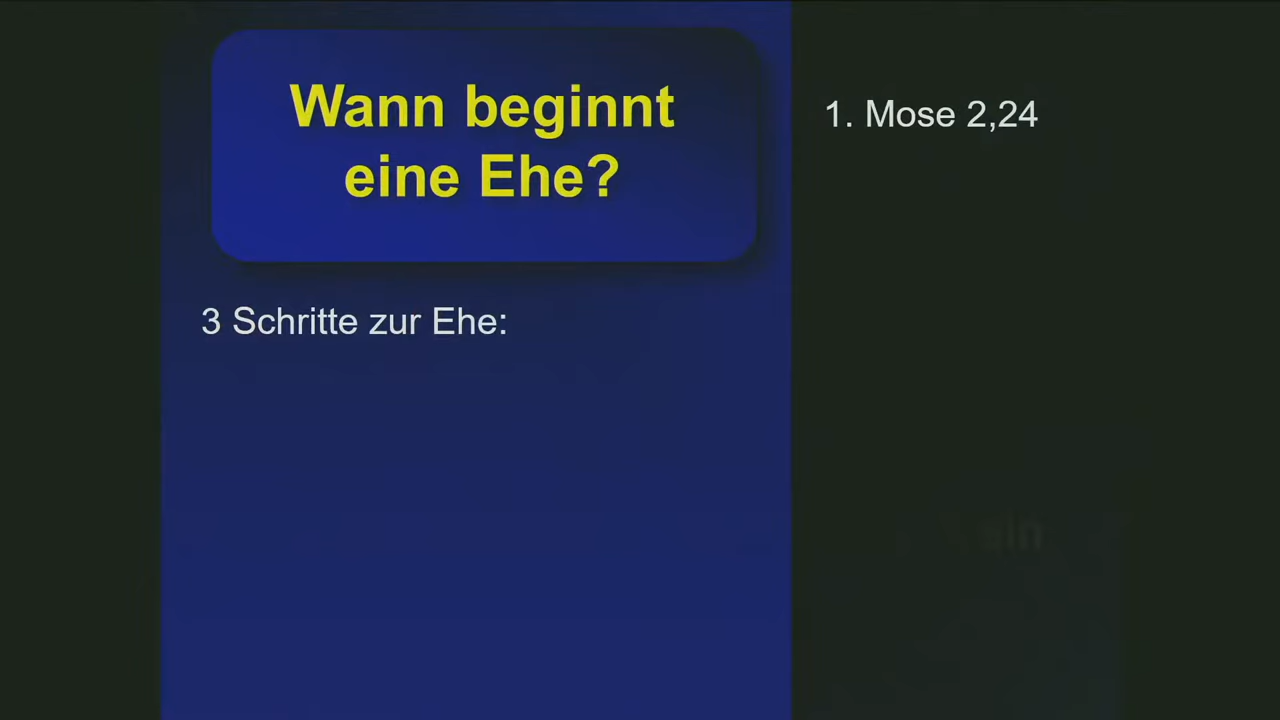 Wann beginnt
eine Ehe?
1. Mose 2,24
3 Schritte zur Ehe: